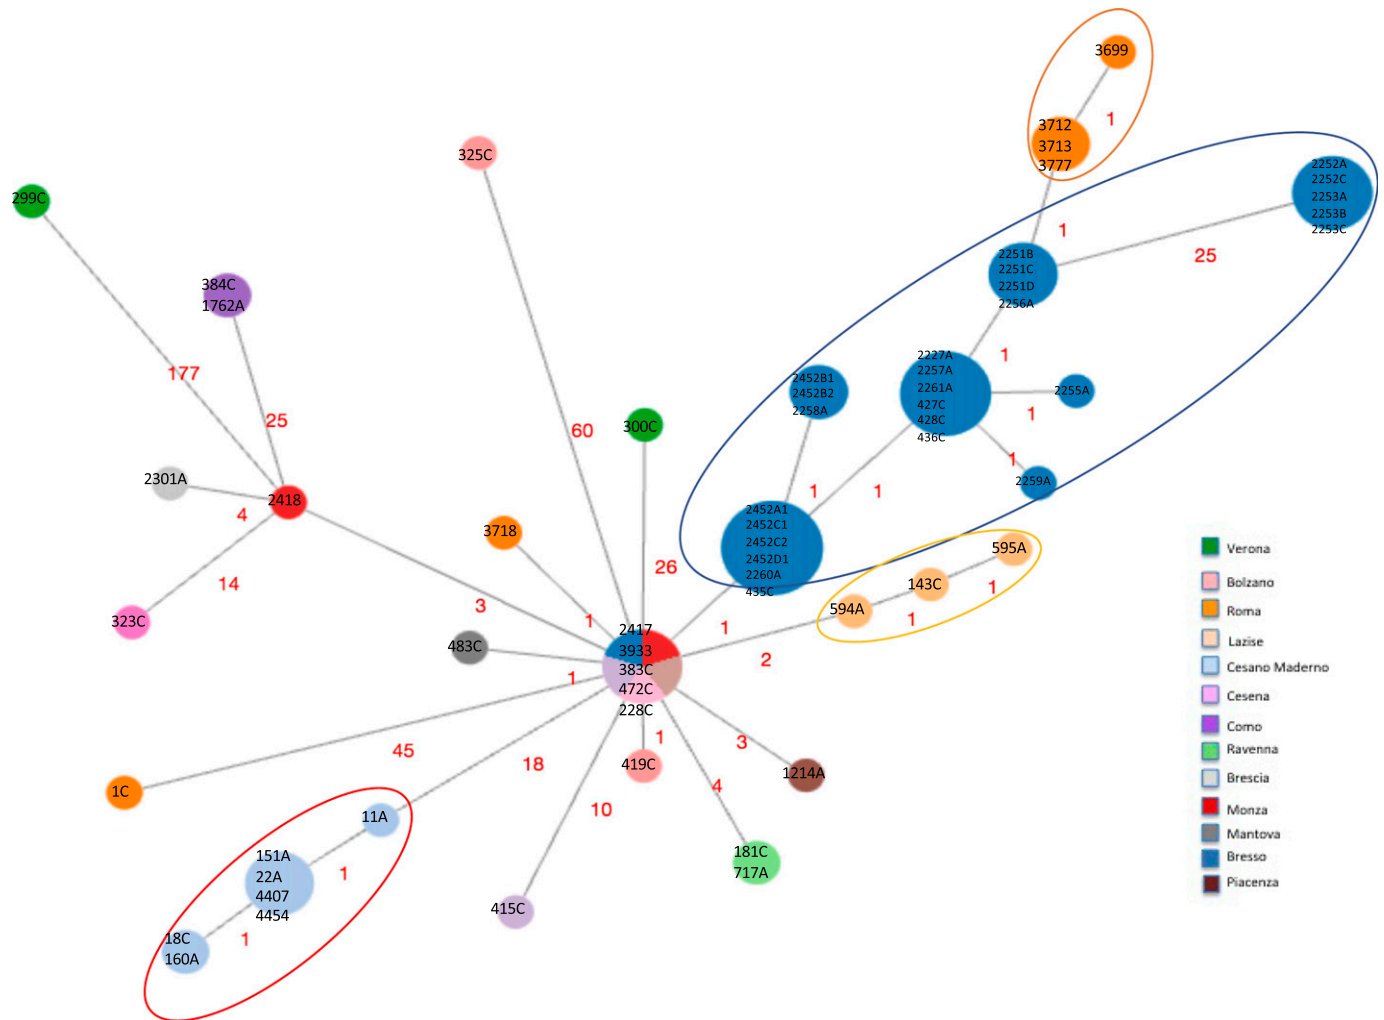 3699
1
3712
3713
3777
1
2252A
2252C
2253A
2253B
2253C
25
2251B
2251C
2251D
2256A
1
325C
299C
384C
1762A
177
25
60
300C
2452B1
2452B2
2258A
2227A
2257A
2261A
427C
428C
436C
2255A
1
1
2259A
1
1
2301A
2418
4
14
323C
3718
3
1
26
2452A1
2452C1
2452C2
2452D1
2260A
435C
595A
143C
594A
1
1
1
2
483C
1
2417
3933
383C
472C
228C
45
18
1
3
419C
1214A
4
1C
10
11A
151A
22A
4407
4454
1
18C
160A
1
415C
181C
717A
Verona
Bolzano
Roma
Lazise
Cesano Maderno
Cesena
Como
Ravenna
Brescia
Monza
Mantova
Bresso
Piacenza